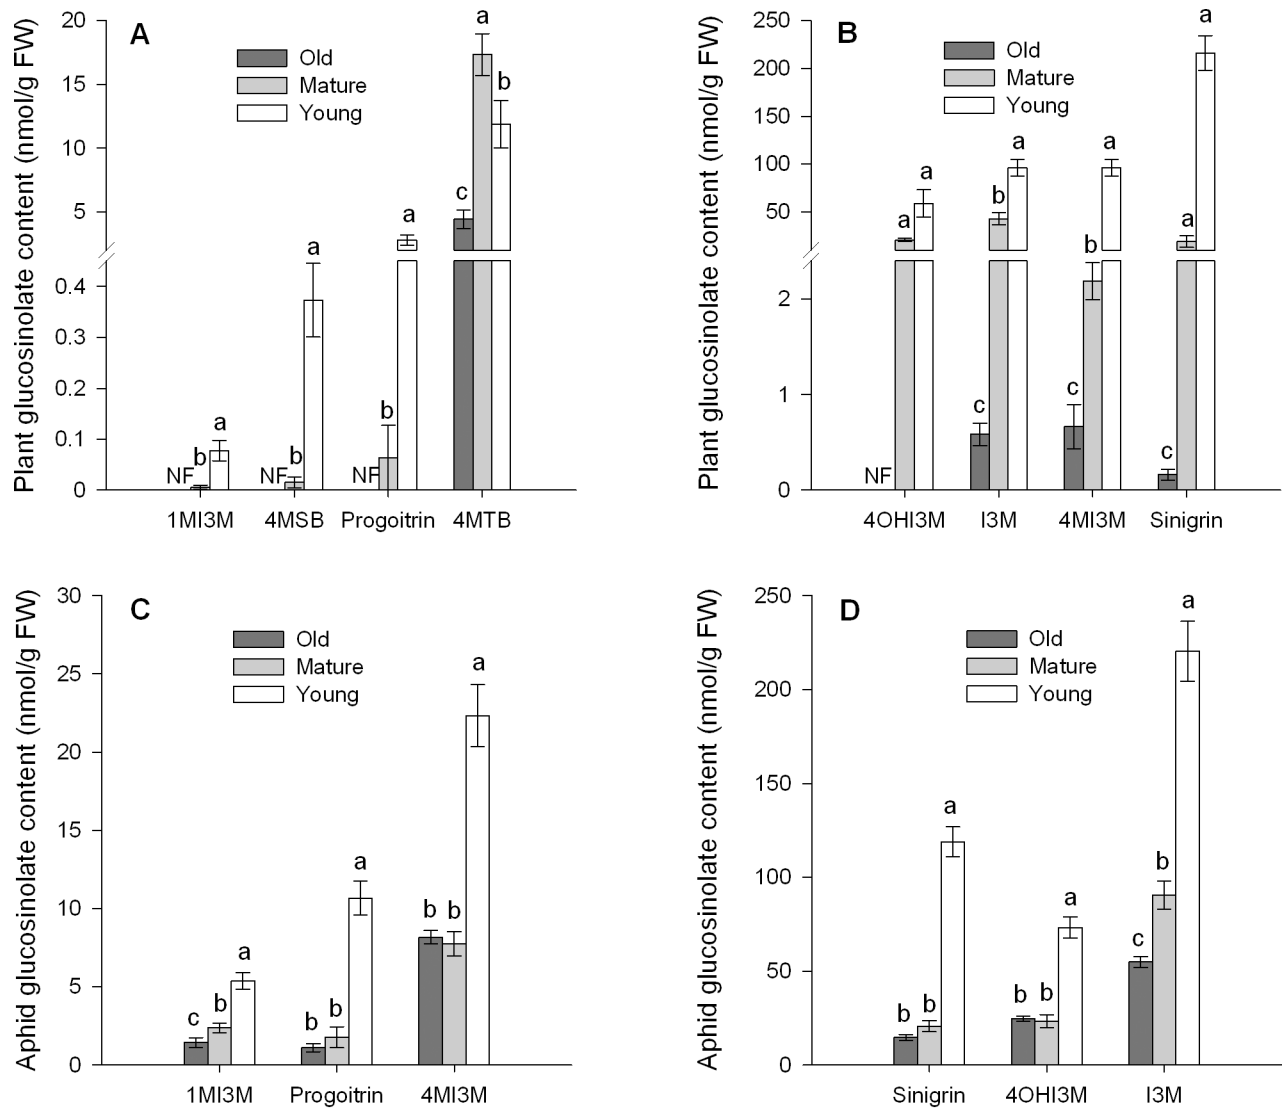 A
Plant glucosinolate content (nmol/g FW)
20
15
10
5
0.4
0.3
0.2
0.1
0
Old
Mature
Young
NF
b
a
NF
b
a
NF
b
a
c
a
b
1MI3M
4MSB
Progoitrin
4MTB
B
Plant glucosinolate content (nmol/g FW)
250
200
150
100
50
2
1
0
Old
Mature
Young
NF
a
a
c
b
a
c
b
a
c
a
a
4OHI3M
I3M
4MI3M
Sinigrin
C
Aphid glucosinolate content (nmol/g FW)
30
25
20
15
10
5
0
Old
Mature
Young
c
b
a
b
b
a
b
b
a
1MI3M
Progoitrin
4MI3M
D
Aphid glucosinolate content (nmol/g FW)
250
200
150
100
50
0
Old
Mature
Young
b
b
a
b
b
a
c
b
a
Sinigrin
4OHI3M
I3M